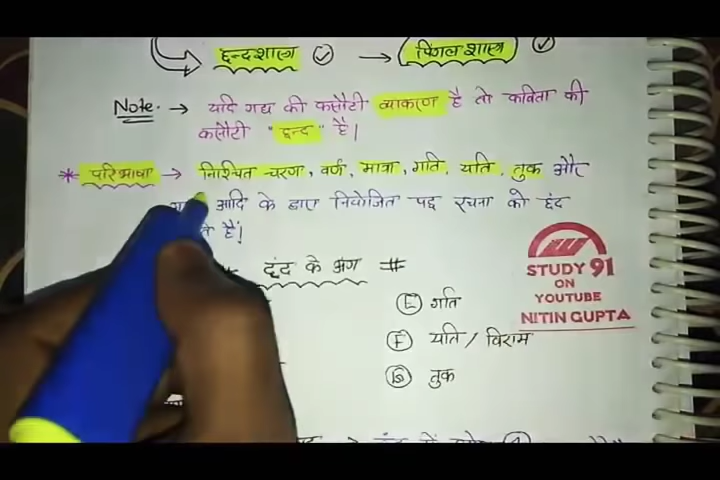 छन्दशास्त्र → पिंगल शास्त्र
Note. → यदि गद्य की कसौटी व्याकरण है तो कविता की
कसौटी "छन्द" है।
* परिभाषा → निश्चित चरण, वर्ण, मात्रा, गति, यति, तुक और
आदि के द्वारा नियोजित पद्य रचना को छंद
हैं।
छंद के अंग #
(E) गति
(F) यति / विराम
(G) तुक
STUDY 91
ON
YOUTUBE
NITIN GUPTA